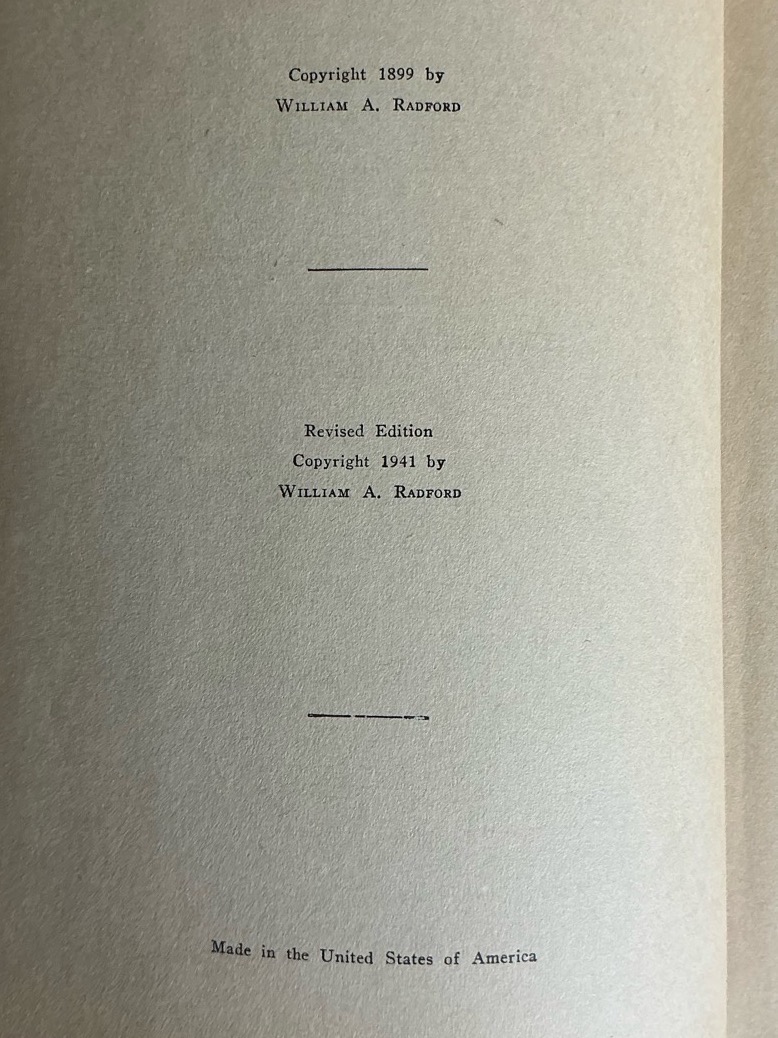 Copyright 1899 by
William A. Radford
Revised Edition
Copyright 1941 by
William A. Radford
Made in the United States of America